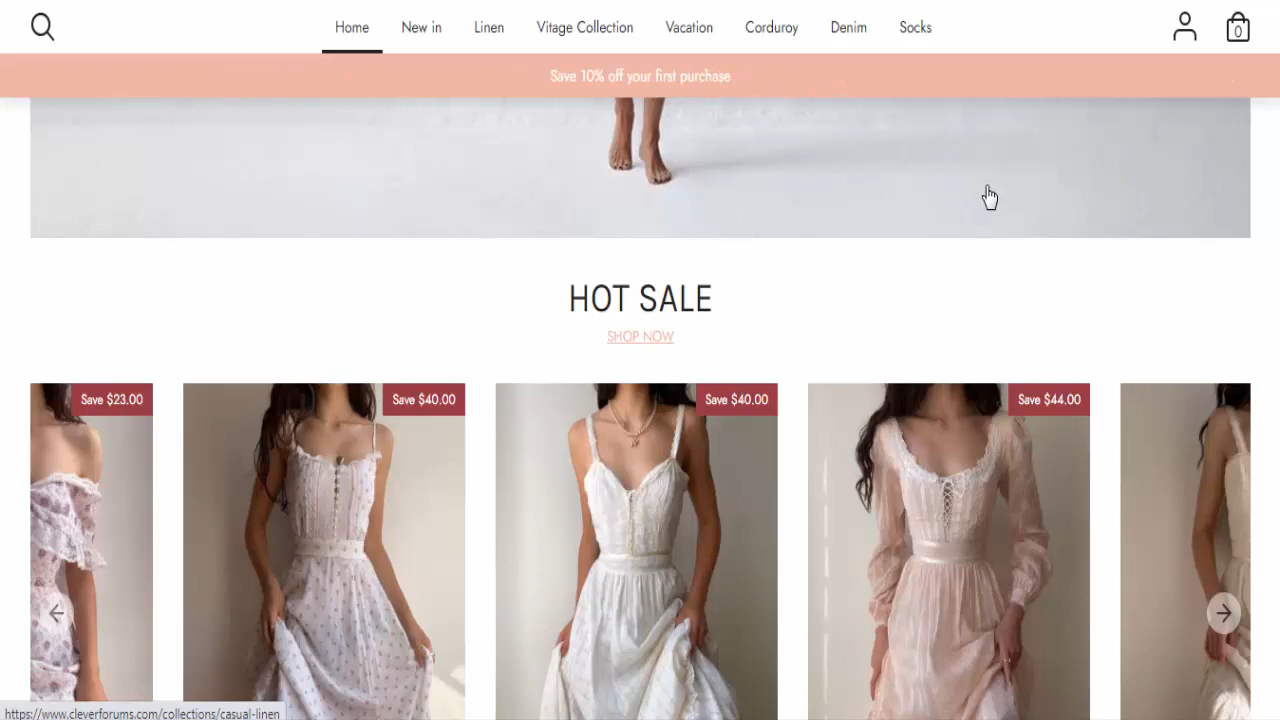 Home New in Linen Vitage Collection Vacation Corduroy Denim Socks
0
Save 10% off your first purchase
HOT SALE
SHOP NOW
Save $23.00 Save $40.00 Save $40.00 Save $44.00
https://www.cleverforums.com/collections/casual-linen